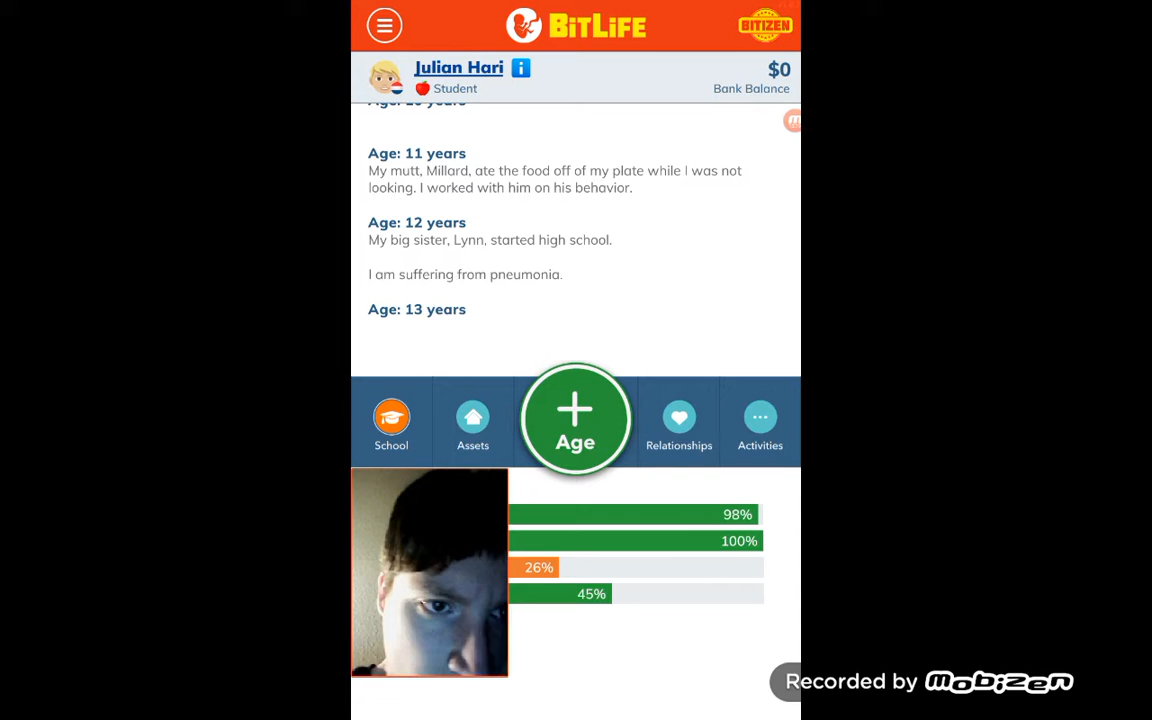 BitLife
BITIZEN
Julian Hari i
$0
Student
Bank Balance
Age: 11 years
My mutt, Millard, ate the food off of my plate while I was not
looking. I worked with him on his behavior.
Age: 12 years
My big sister, Lynn, started high school.
I am suffering from pneumonia.
Age: 13 years
School
Assets
+
Age
Relationships
Activities
98%
100%
26%
45%
Recorded by mobizen